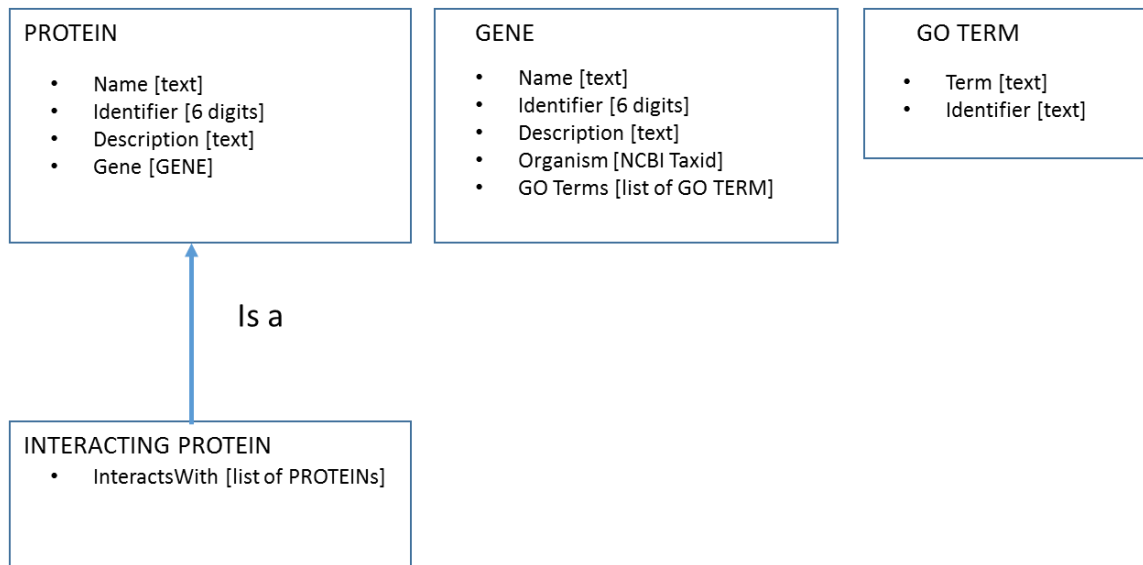 PROTEIN
• Name [text]
• Identifier [6 digits]
• Description [text]
• Gene [GENE]
GENE
• Name [text]
• Identifier [6 digits]
• Description [text]
• Organism [NCBI Taxid]
• GO Terms [list of GO TERM]
GO TERM
• Term [text]
• Identifier [text]
Is a
INTERACTING PROTEIN
• InteractsWith [list of PROTEINs]